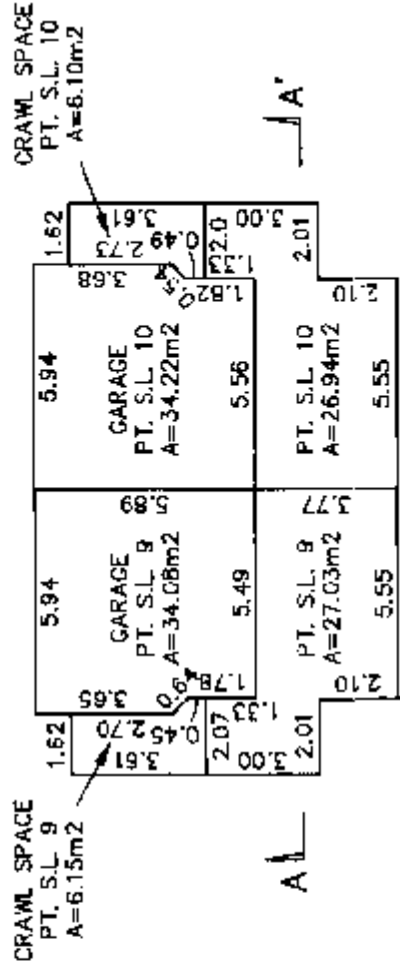 CRAWL SPACE
PT. S.L. 9
A=6.15m2
CRAWL SPACE
PT. S.L. 10
A=6.10m2
1.62
5.94
5.94
1.62
3.61
2.70
3.65
GARAGE
PT. S.L. 9
A=34.08m2
5.89
GARAGE
PT. S.L. 10
A=34.22m2
3.68
2.73
3.61
0.45
1.78
5.49
5.56
1.82
0.49
2.07
1.33
2.0
1.33
3.00
3.00
2.01
2.01
PT. S.L. 9
A=27.03m2
3.77
PT. S.L. 10
A=26.94m2
2.10
2.10
5.55
5.55
A
A'